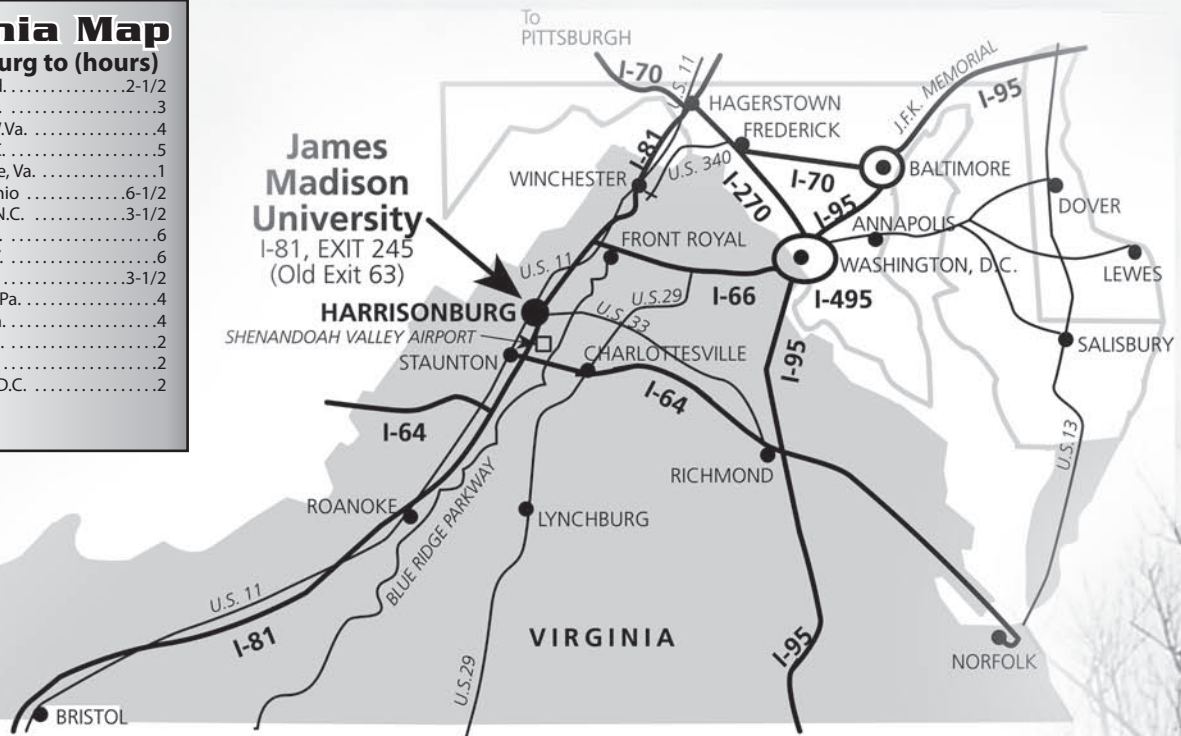 nia Map
urg to (hours)
l. 2-1/2
. 3
V.Va. 4
5
e, Va. 1
nio 6-1/2
N.C. 3-1/2
. 6
6
3-1/2
Pa. 4
4
. 2
2
D.C. 2
To
PITTSBURGH
I-70
U.S. 11
HAGERSTOWN
FREDERICK
J.F.K. MEMORIAL
I-95
James
Madison
University
I-81, EXIT 245
(Old Exit 63)
I-81
WINCHESTER
U.S. 340
I-270
I-70
BALTIMORE
I-95
ANNAPOLIS
DOVER
FRONT ROYAL
WASHINGTON, D.C.
LEWES
U.S. 11
U.S.29
I-66
I-495
HARRISONBURG
U.S. 33
SHENANDOAH VALLEY AIRPORT
STAUNTON
CHARLOTTESVILLE
I-95
SALISBURY
I-64
I-64
U.S.13
RICHMOND
ROANOKE
BLUE RIDGE PARKWAY
LYNCHBURG
U.S. 11
I-81
VIRGINIA
U.S.29
I-95
NORFOLK
BRISTOL